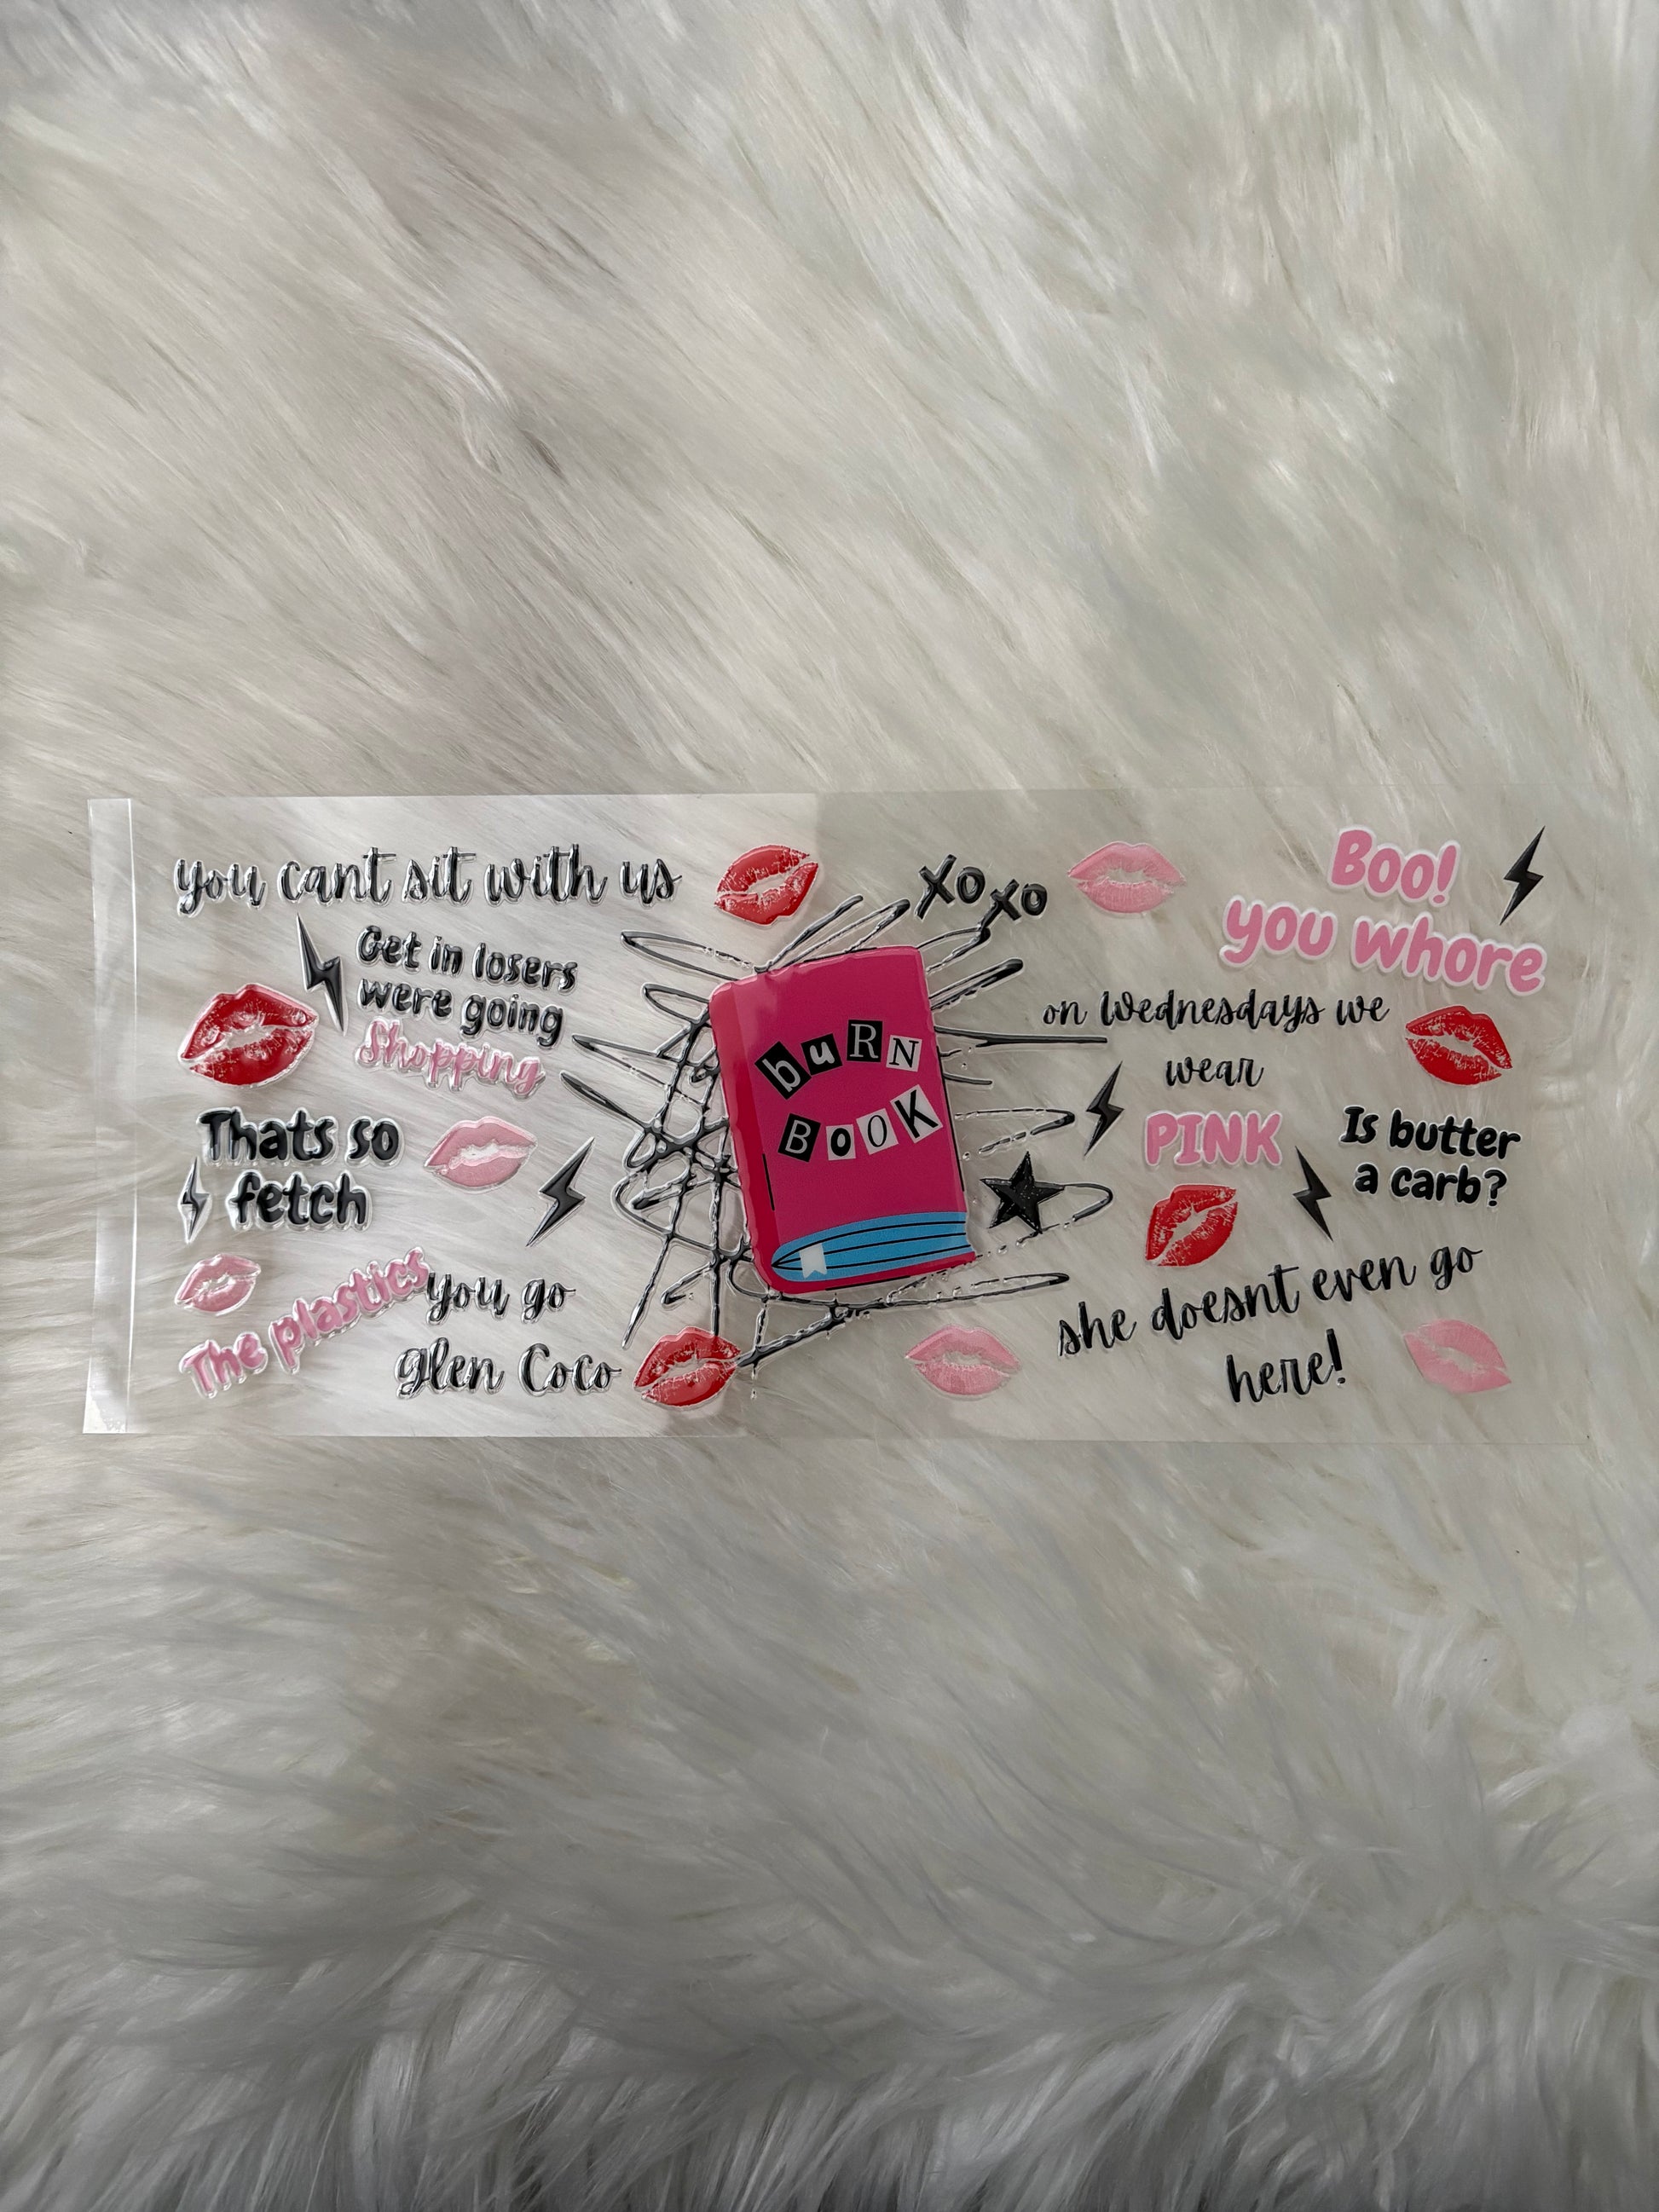 you cant sit with us
Get in losers
were going
Shopping
Thats so
fetch
The plastics
you go
Glen Coco
XOXO
buRN
BOOK
Boo!
you whore
on Wednesdays we
wear
PINK
Is butter
a carb?
she doesnt even go
here!